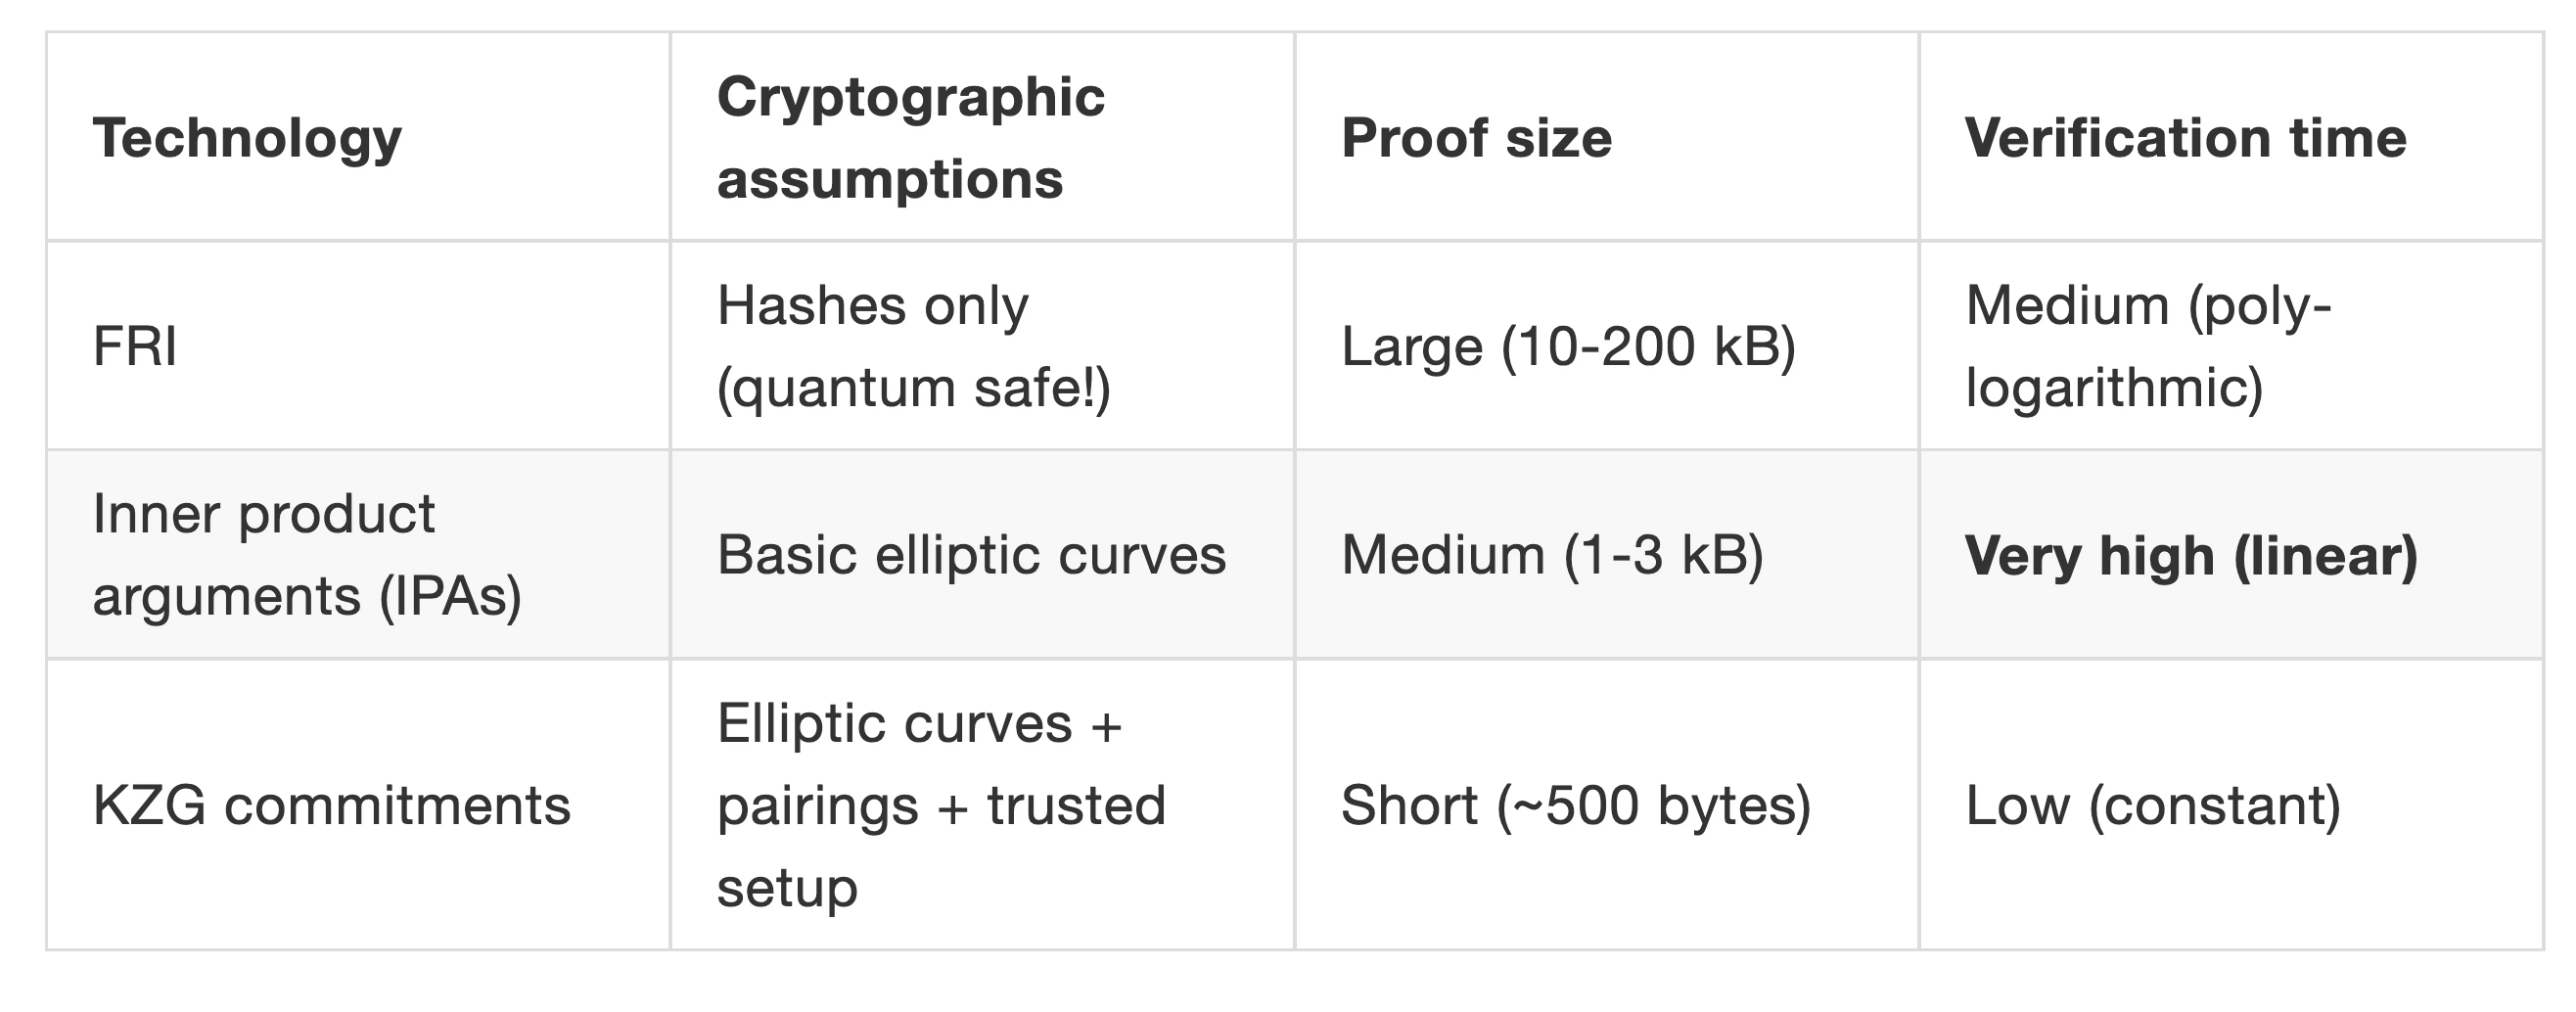 Technology
Cryptographic
assumptions
Proof size
Verification time
FRI
Hashes only
(quantum safe!)
Large (10-200 kB)
Medium (poly-
logarithmic)
Inner product
arguments (IPAs)
Basic elliptic curves
Medium (1-3 kB)
Very high (linear)
KZG commitments
Elliptic curves +
pairings + trusted
setup
Short (~500 bytes)
Low (constant)